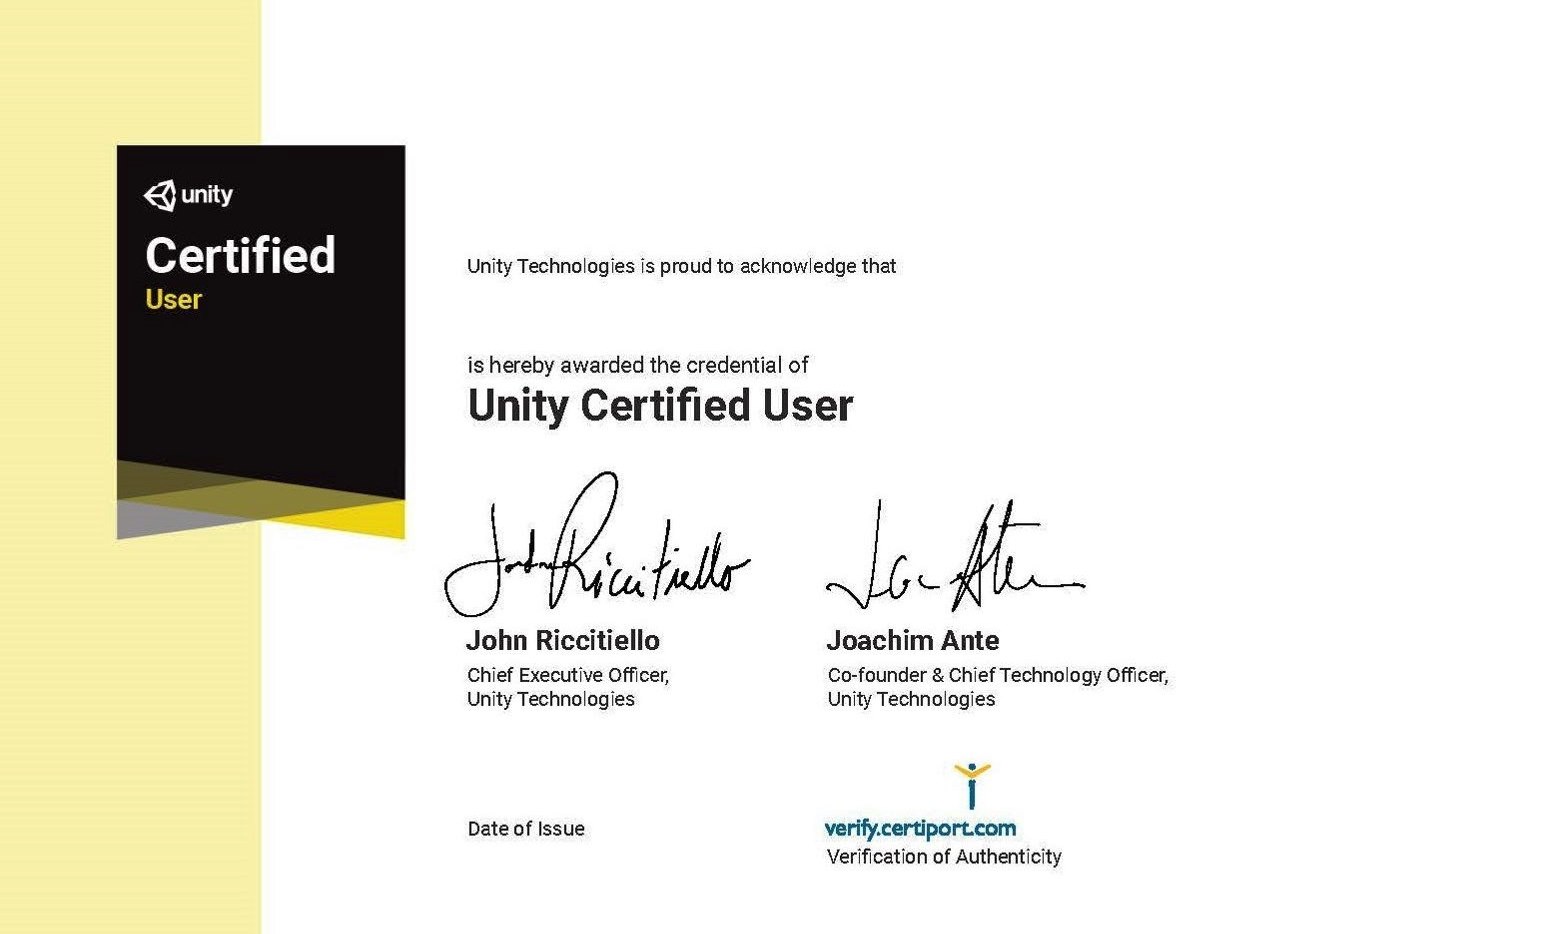 unity
Certified
User
Unity Technologies is proud to acknowledge that
is hereby awarded the credential of
Unity Certified User
John Riccitiello
John Riccitiello
Chief Executive Officer,
Unity Technologies
Joachim Ante
Co-founder & Chief Technology Officer,
Unity Technologies
Date of Issue
verify.certiport.com
Verification of Authenticity